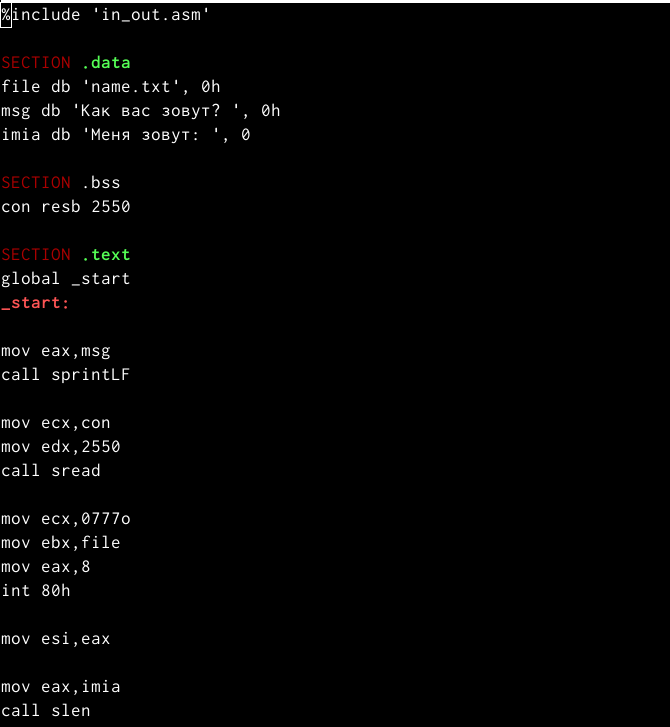 %include 'in_out.asm'
SECTION .data
file db 'name.txt', 0h
msg db 'Как вас зовут? ', 0h
imia db 'Меня зовут: ', 0
SECTION .bss
con resb 2550
SECTION .text
global _start
_start:
mov eax,msg
call sprintLF
mov ecx,con
mov edx,2550
call sread
mov ecx,0777o
mov ebx,file
mov eax,8
int 80h
mov esi,eax
mov eax,imia
call slen